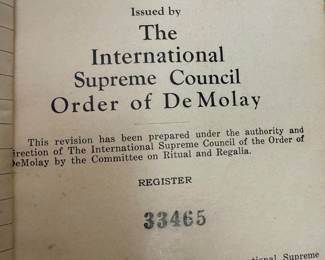 Issued by
The
International
Supreme Council
Order of DeMolay
This revision has been prepared under the authority and
direction of The International Supreme Council of the Order of
DeMolay by the Committee on Ritual and Regalia.
REGISTER
33465
national Supreme